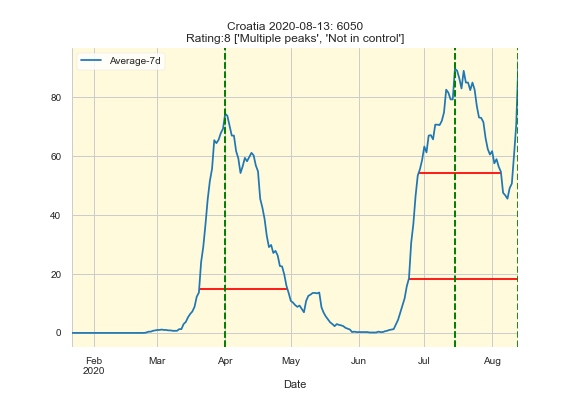 Croatia 2020-08-13: 6050
Rating:8 ['Multiple peaks', 'Not in control']
Average-7d
80
60
40
20
0
Feb
2020
Mar
Apr
May
Jun
Jul
Aug
Date